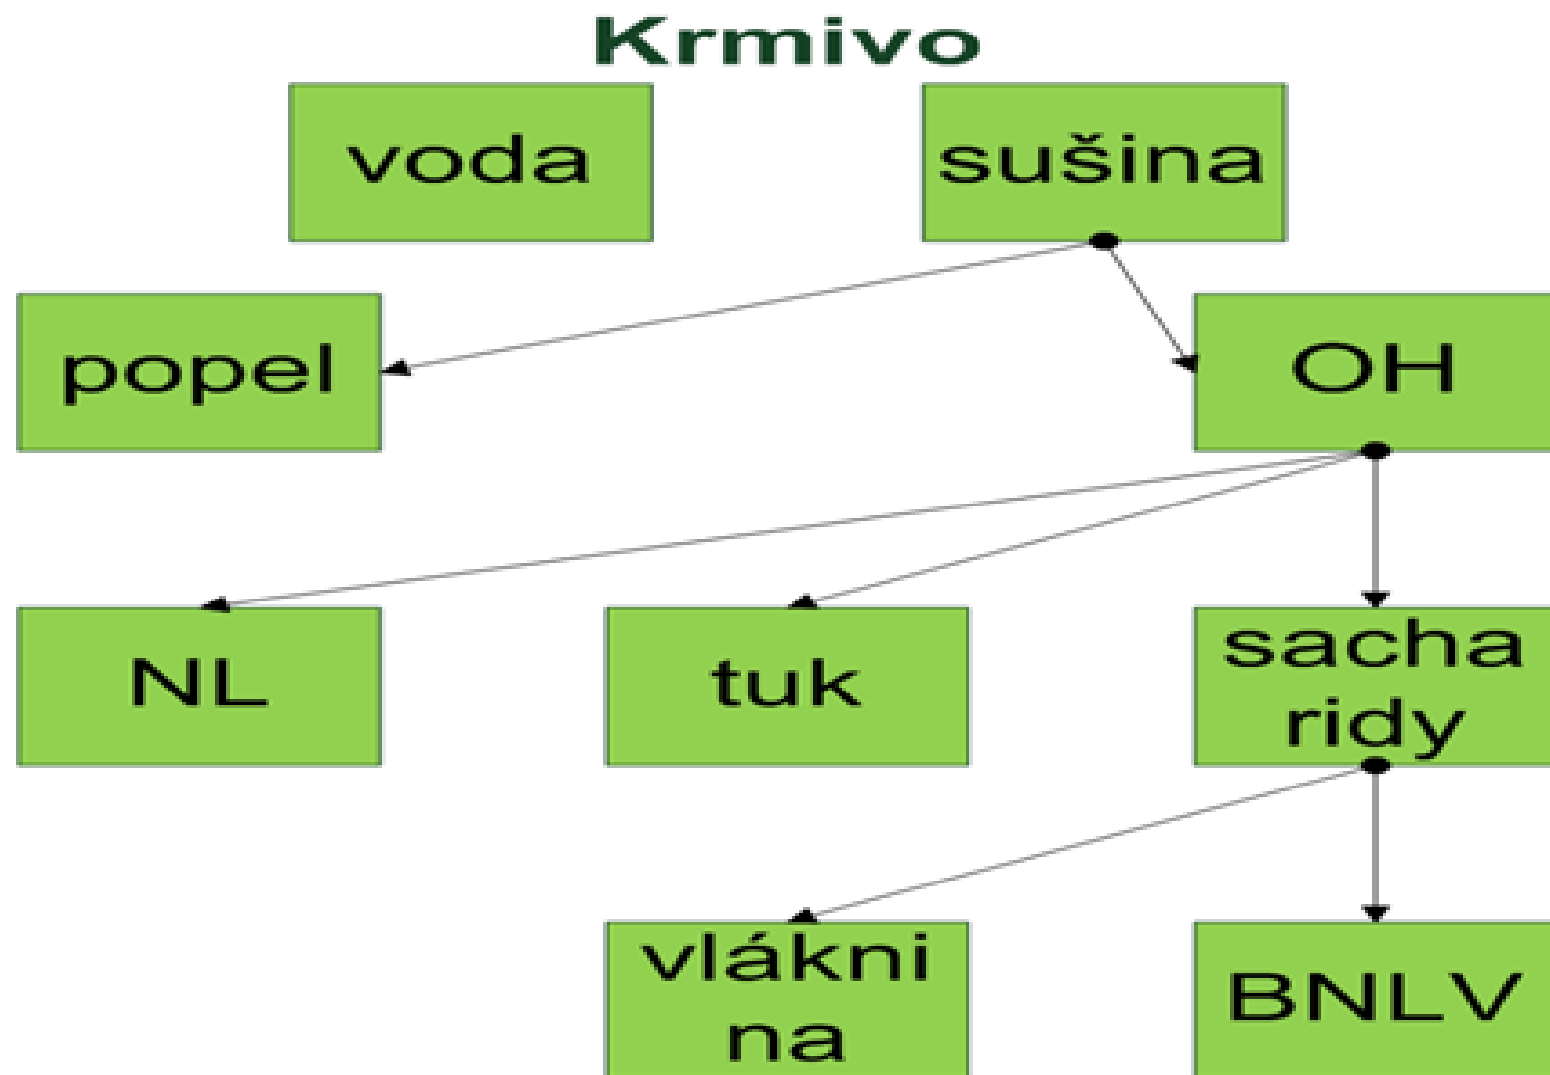 Krmivo
voda
sušina
popel
OH
NL
tuk
sacha
ridy
vlákni
na
BNLV